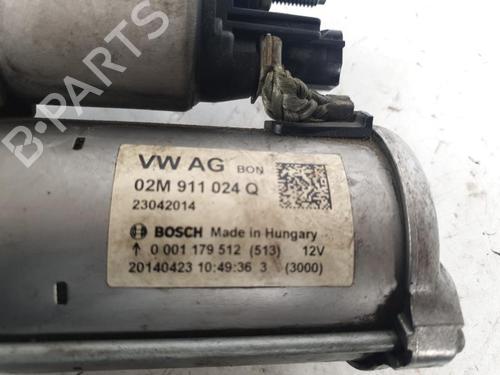 VW AG BON
02M 911 024 Q
23042014
BOSCH Made in Hungary
↑ 0 001 179 512 (513) 12V
20140423 10:49:36 3 (3000)
B-PARTS